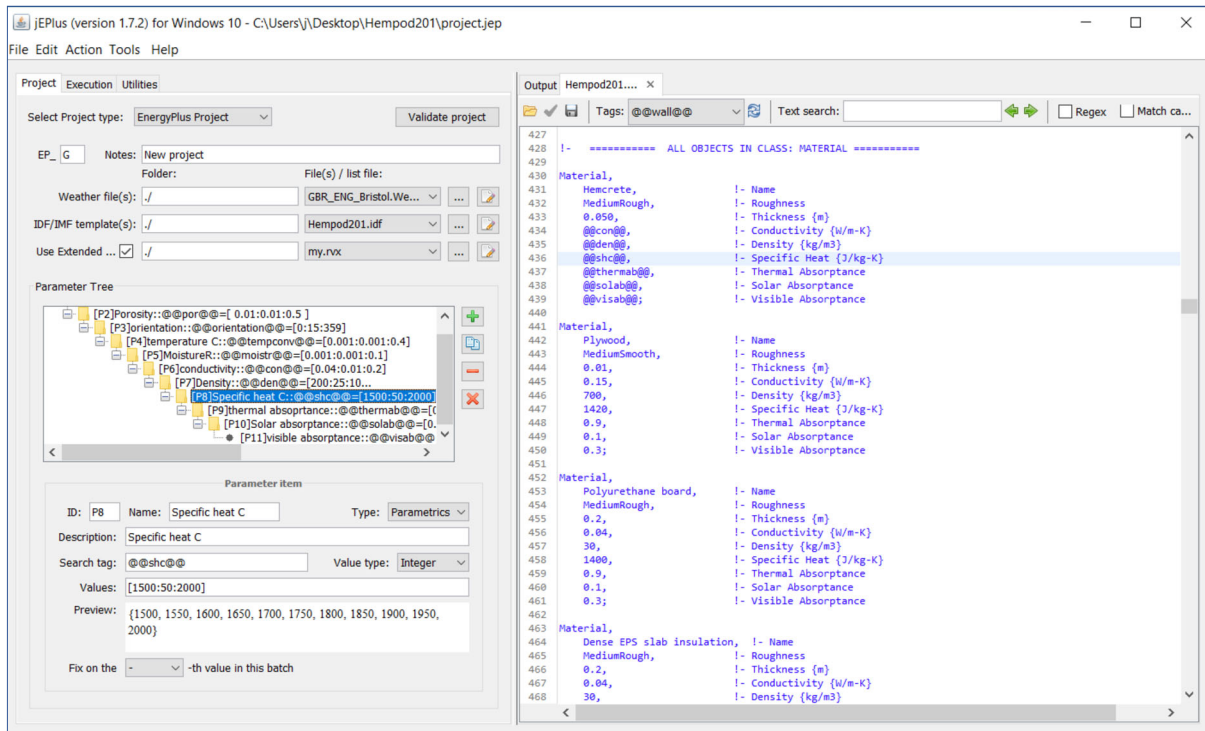 jEPlus (version 1.7.2) for Windows 10 - C:\Users\j\Desktop\Hempod201\project.jep
File Edit Action Tools Help
Project Execution Utilities
Select Project type: EnergyPlus Project Validate project
EP_ G Notes: New project
Folder: File(s) / list file:
Weather file(s): ./ GBR_ENG_Bristol.We... ...
IDF/IMF template(s): ./ Hempod201.idf ...
Use Extended ... ./ my.rvx ...
Parameter Tree
[P2]Porosity::@@por@@=[ 0.01:0.01:0.5 ]
[P3]orientation::@@orientation@@=[0:15:359]
[P4]temperature C::@@tempconv@@=[0.001:0.001:0.4]
[P5]MoistureR::@@moistr@@=[0.001:0.001:0.1]
[P6]conductivity::@@con@@=[0.04:0.01:0.2]
[P7]Density::@@den@@=[200:25:10...
[P8]Specific heat C::@@shc@@=[1500:50:2000]
[P9]thermal absoprtance::@@thermab@@=[0
[P10]Solar asorptance::@@solab@@=[0.
[P11]visible absorptance::@@visab@@
Parameter item
ID: P8 Name: Specific heat C Type: Parametrics
Description: Specific heat C
Search tag: @@shc@@ Value type: Integer
Values: [1500:50:2000]
Preview: {1500, 1550, 1600, 1650, 1700, 1750, 1800, 1850, 1900, 1950,
2000}
Fix on the - -th value in this batch
Output Hempod201....
Tags: @@wall@@ Text search: Regex Match ca...
427
428 !- =========== ALL OBJECTS IN CLASS: MATERIAL ===========
429
430 Material,
431 Hemcrete, !- Name
432 MediumRough, !- Roughness
433 0.050, !- Thickness {m}
434 @@con@@, !- Conductivity {W/m-K}
435 @@den@@, !- Density {kg/m3}
436 @@shc@@, !- Specific Heat {J/kg-K}
437 @@thermab@@, !- Thermal Absorptance
438 @@solab@@, !- Solar Absorptance
439 @@visab@@; !- Visible Absorptance
440
441 Material,
442 Plywood, !- Name
443 MediumSmooth, !- Roughness
444 0.01, !- Thickness {m}
445 0.15, !- Conductivity {W/m-K}
446 700, !- Density {kg/m3}
447 1420, !- Specific Heat {J/kg-K}
448 0.9, !- Thermal Absorptance
449 0.1, !- Solar Absorptance
450 0.3; !- Visible Absorptance
451
452 Material,
453 Polyurethane board, !- Name
454 MediumRough, !- Roughness
455 0.2, !- Thickness {m}
456 0.04, !- Conductivity {W/m-K}
457 30, !- Density {kg/m3}
458 1400, !- Specific Heat {J/kg-K}
459 0.9, !- Thermal Absorptance
460 0.1, !- Solar Absorptance
461 0.3; !- Visible Absorptance
462
463 Material,
464 Dense EPS slab insulation, !- Name
465 MediumRough, !- Roughness
466 0.2, !- Thickness {m}
467 0.04, !- Conductivity {W/m-K}
468 30, !- Density {kg/m3}